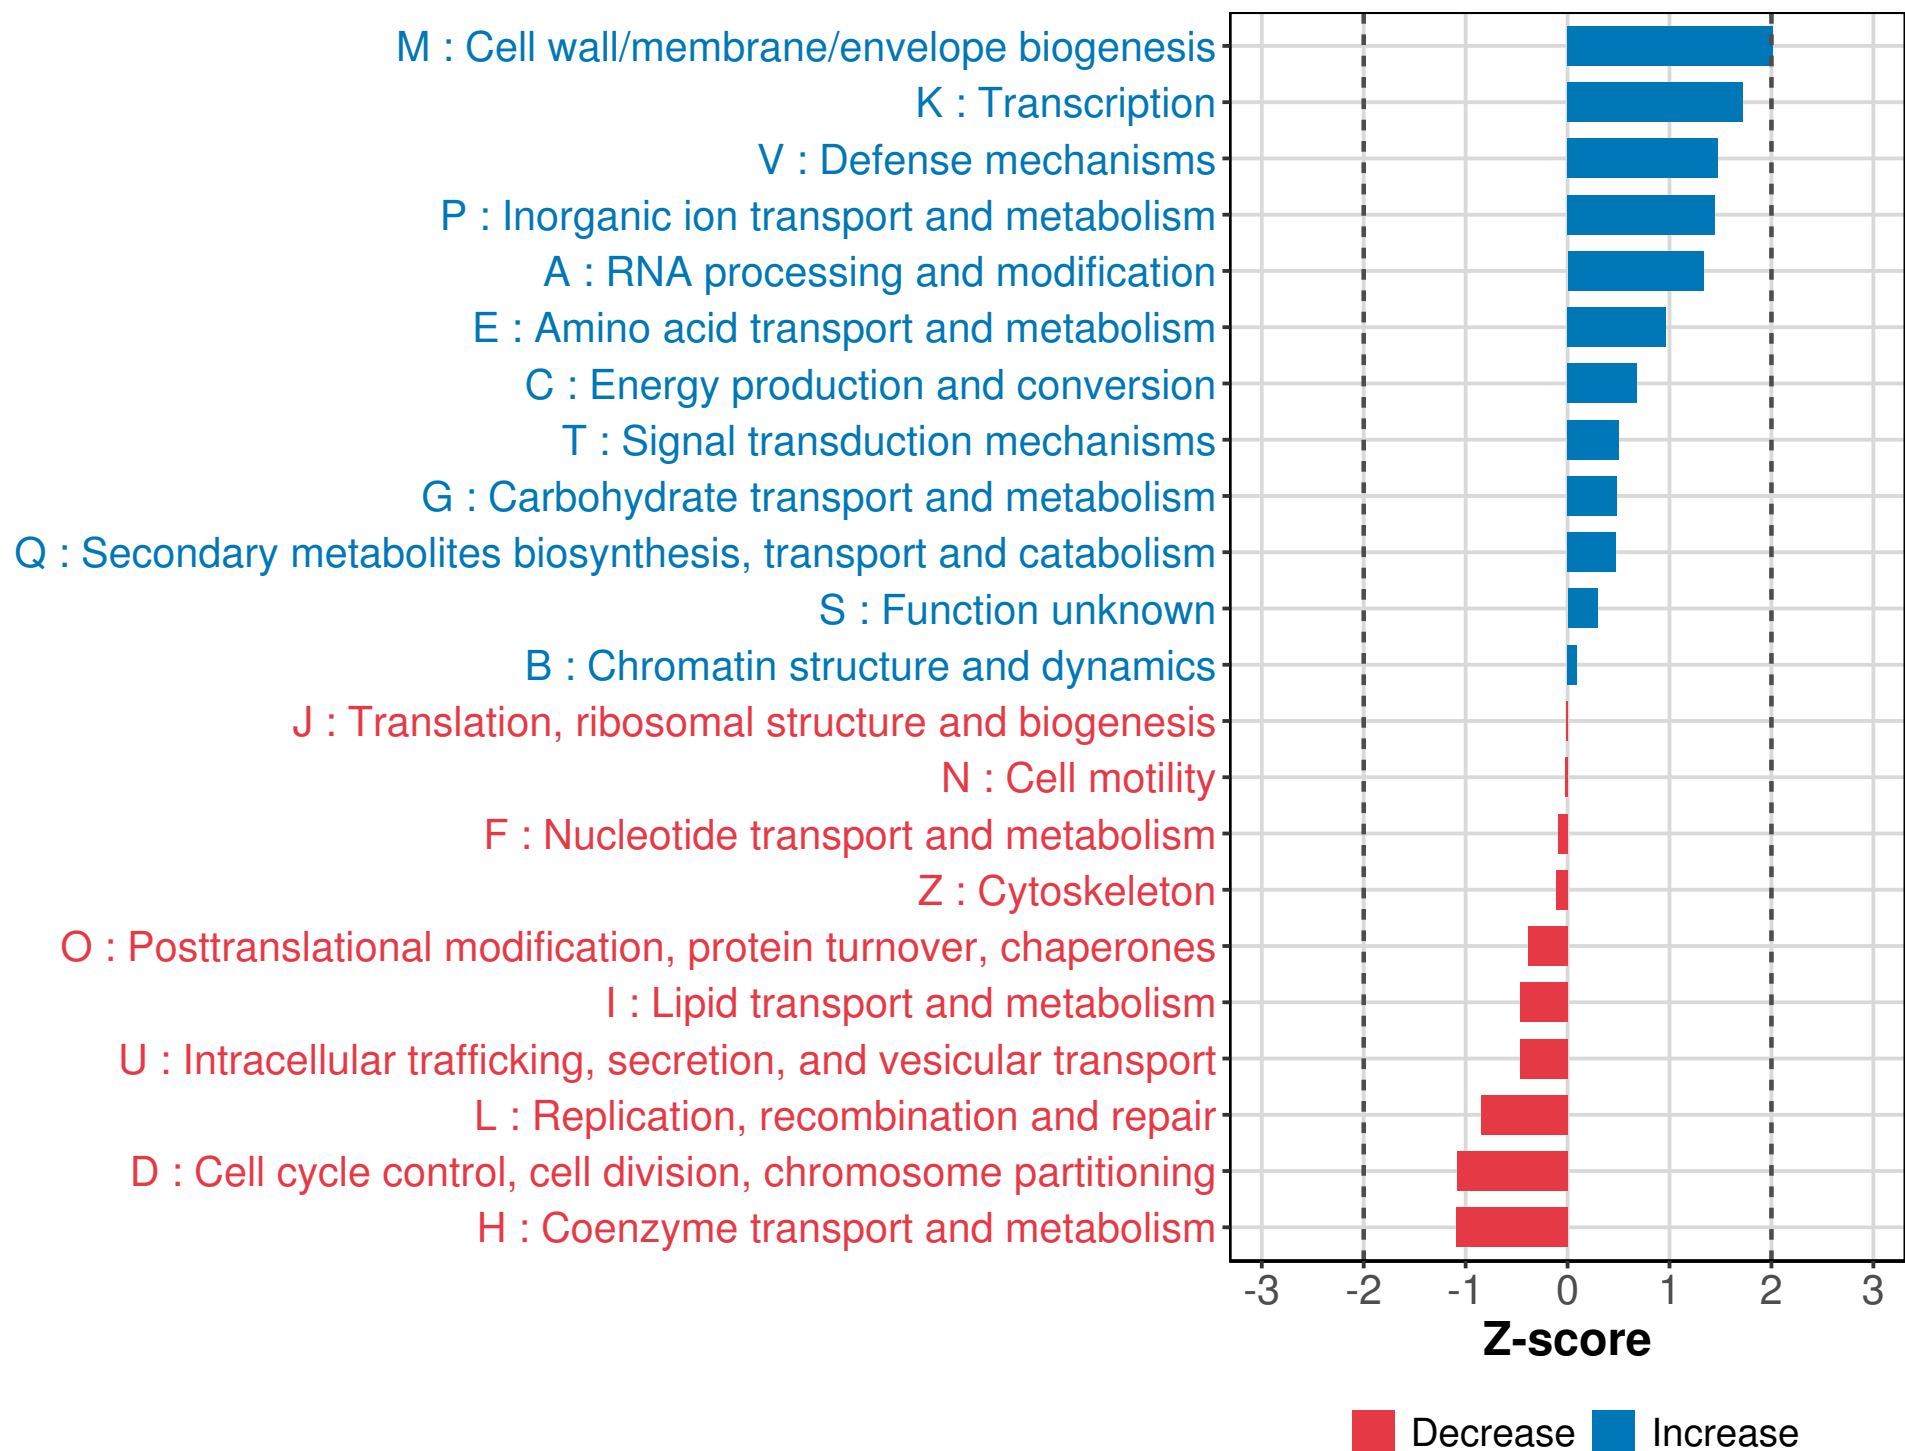 M : Cell wall/membrane/envelope biogenesis
K : Transcription
V : Defense mechanisms
P : Inorganic ion transport and metabolism
A : RNA processing and modification
E : Amino acid transport and metabolism
C : Energy production and conversion
T : Signal transduction mechanisms
G : Carbohydrate transport and metabolism
Q : Secondary metabolites biosynthesis, transport and catabolism
S : Function unknown
B : Chromatin structure and dynamics
J : Translation, ribosomal structure and biogenesis
N : Cell motility
F : Nucleotide transport and metabolism
Z : Cytoskeleton
O : Posttranslational modification, protein turnover, chaperones
I : Lipid transport and metabolism
U : Intracellular trafficking, secretion, and vesicular transport
L : Replication, recombination and repair
D : Cell cycle control, cell division, chromosome partitioning
H : Coenzyme transport and metabolism
-3 -2 -1 0 1 2 3
Z-score
Decrease Increase